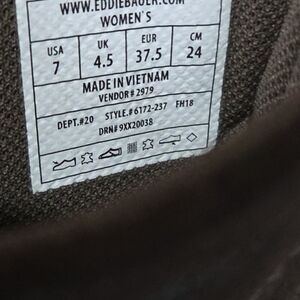 WWW.EDDIEBAUER.COM
WOMEN'S
USA UK EUR CM
7 4.5 37.5 24
MADE IN VIETNAM
VENDOR# 2979
DEPT.#20 STYLE.#6172-237 FH18
DRN# 9XX20038